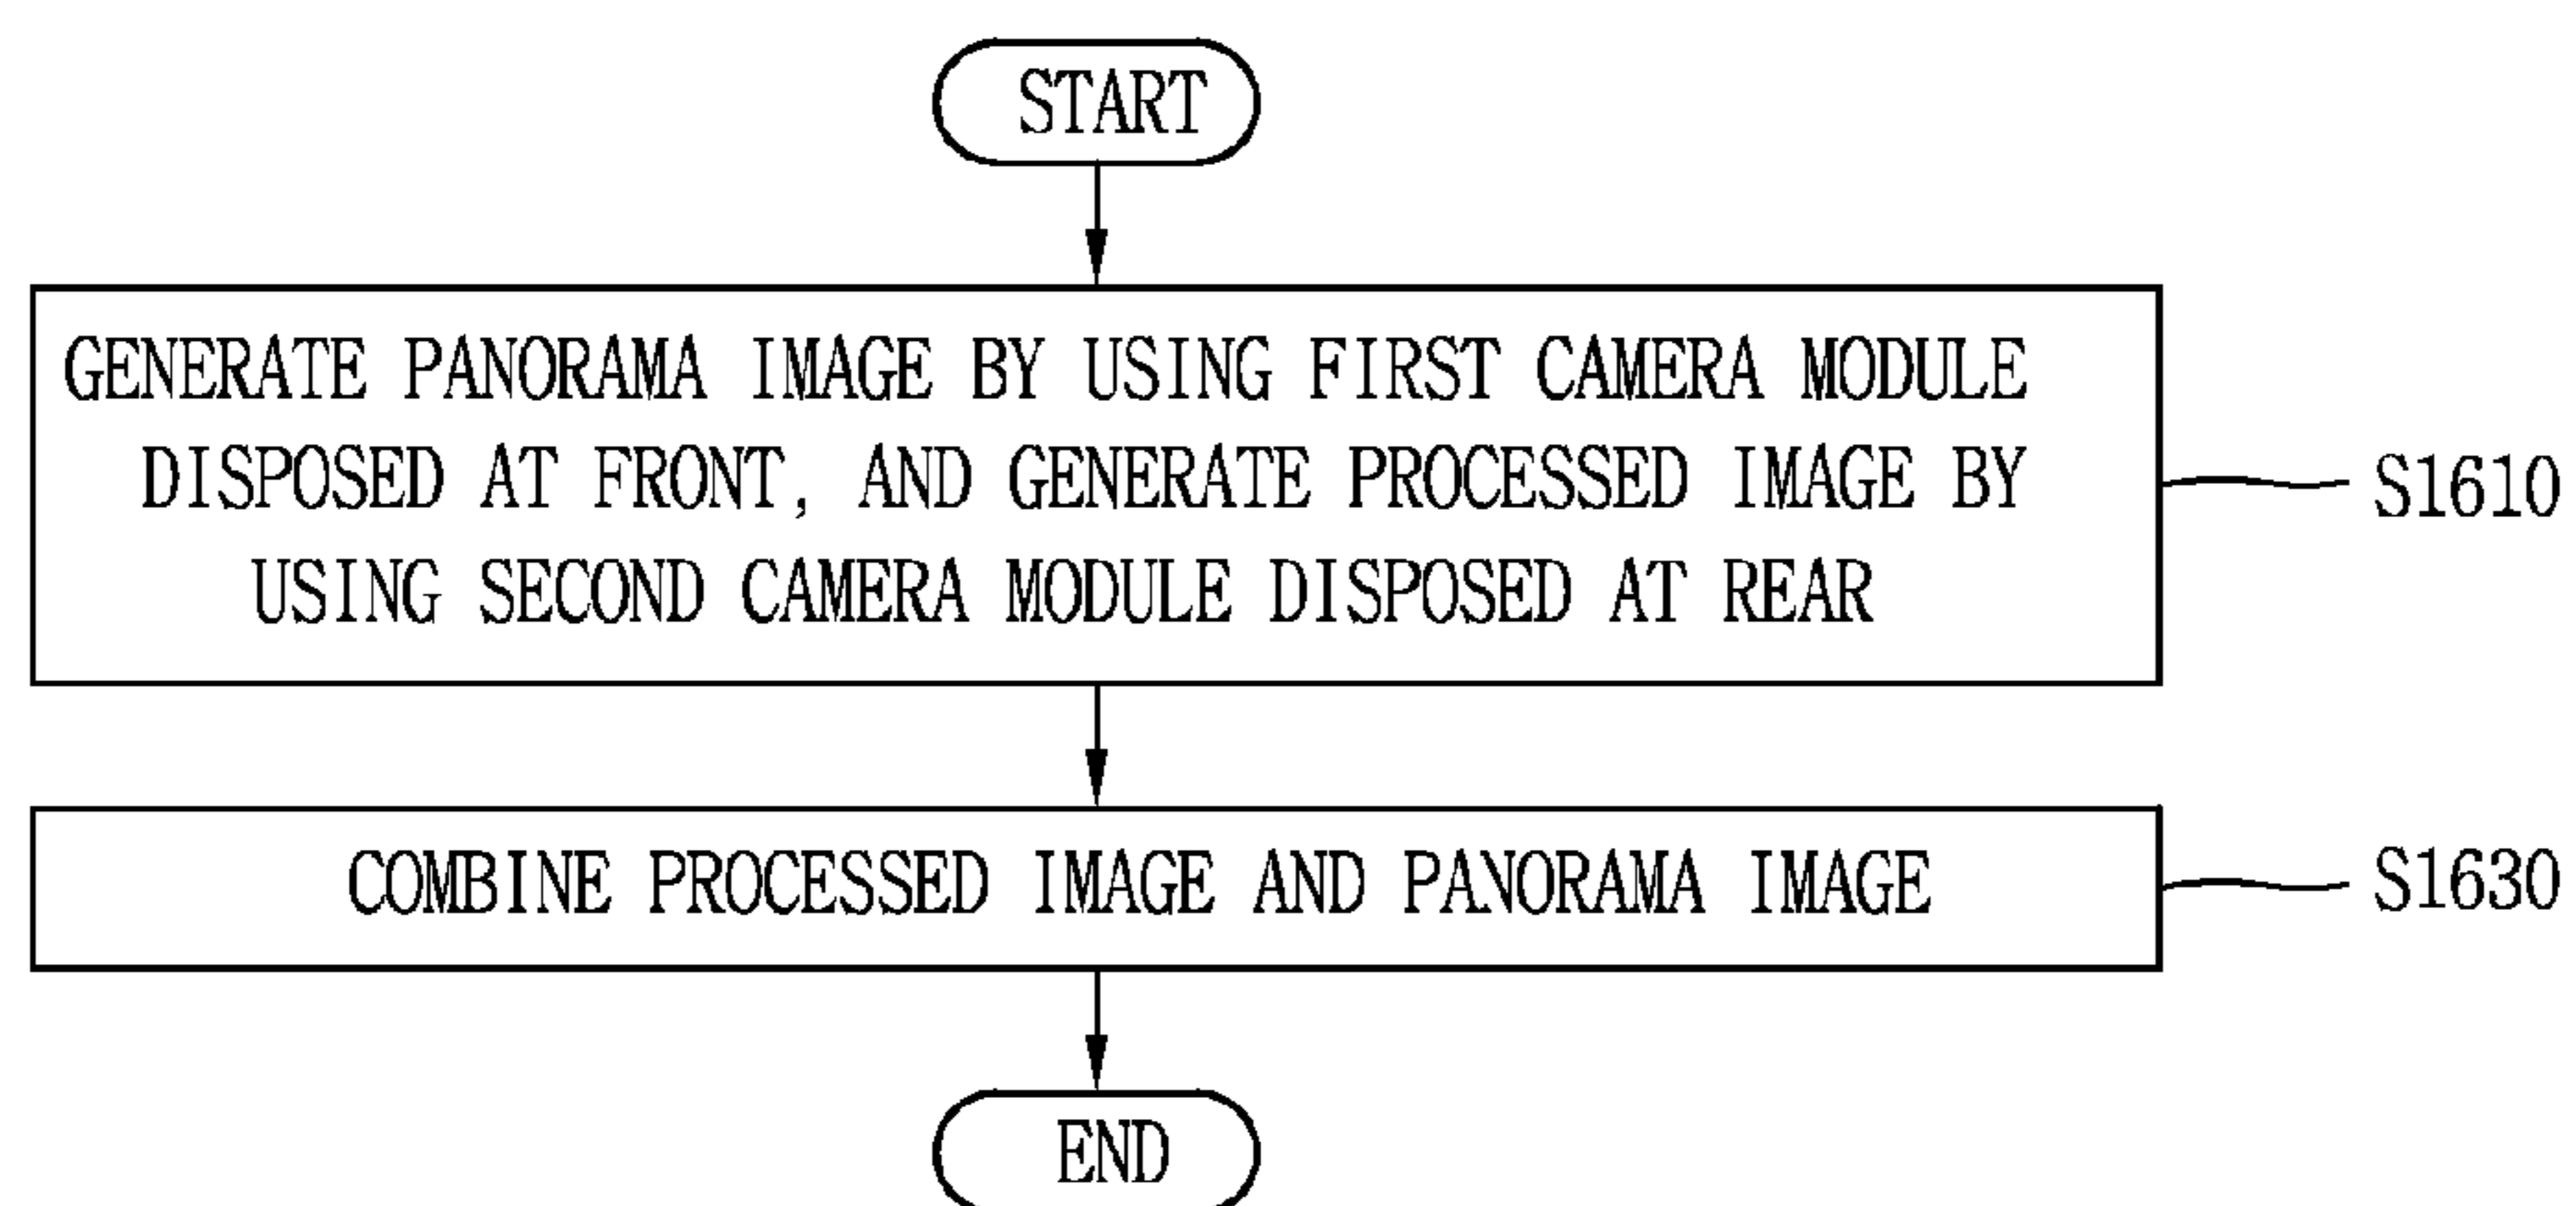 START
GENERATE PANORAMA IMAGE BY USING FIRST CAMERA MODULE
DISPOSED AT FRONT, AND GENERATE PROCESSED IMAGE BY
USING SECOND CAMERA MODULE DISPOSED AT REAR
S1610
COMBINE PROCESSED IMAGE AND PANORAMA IMAGE
S1630
END